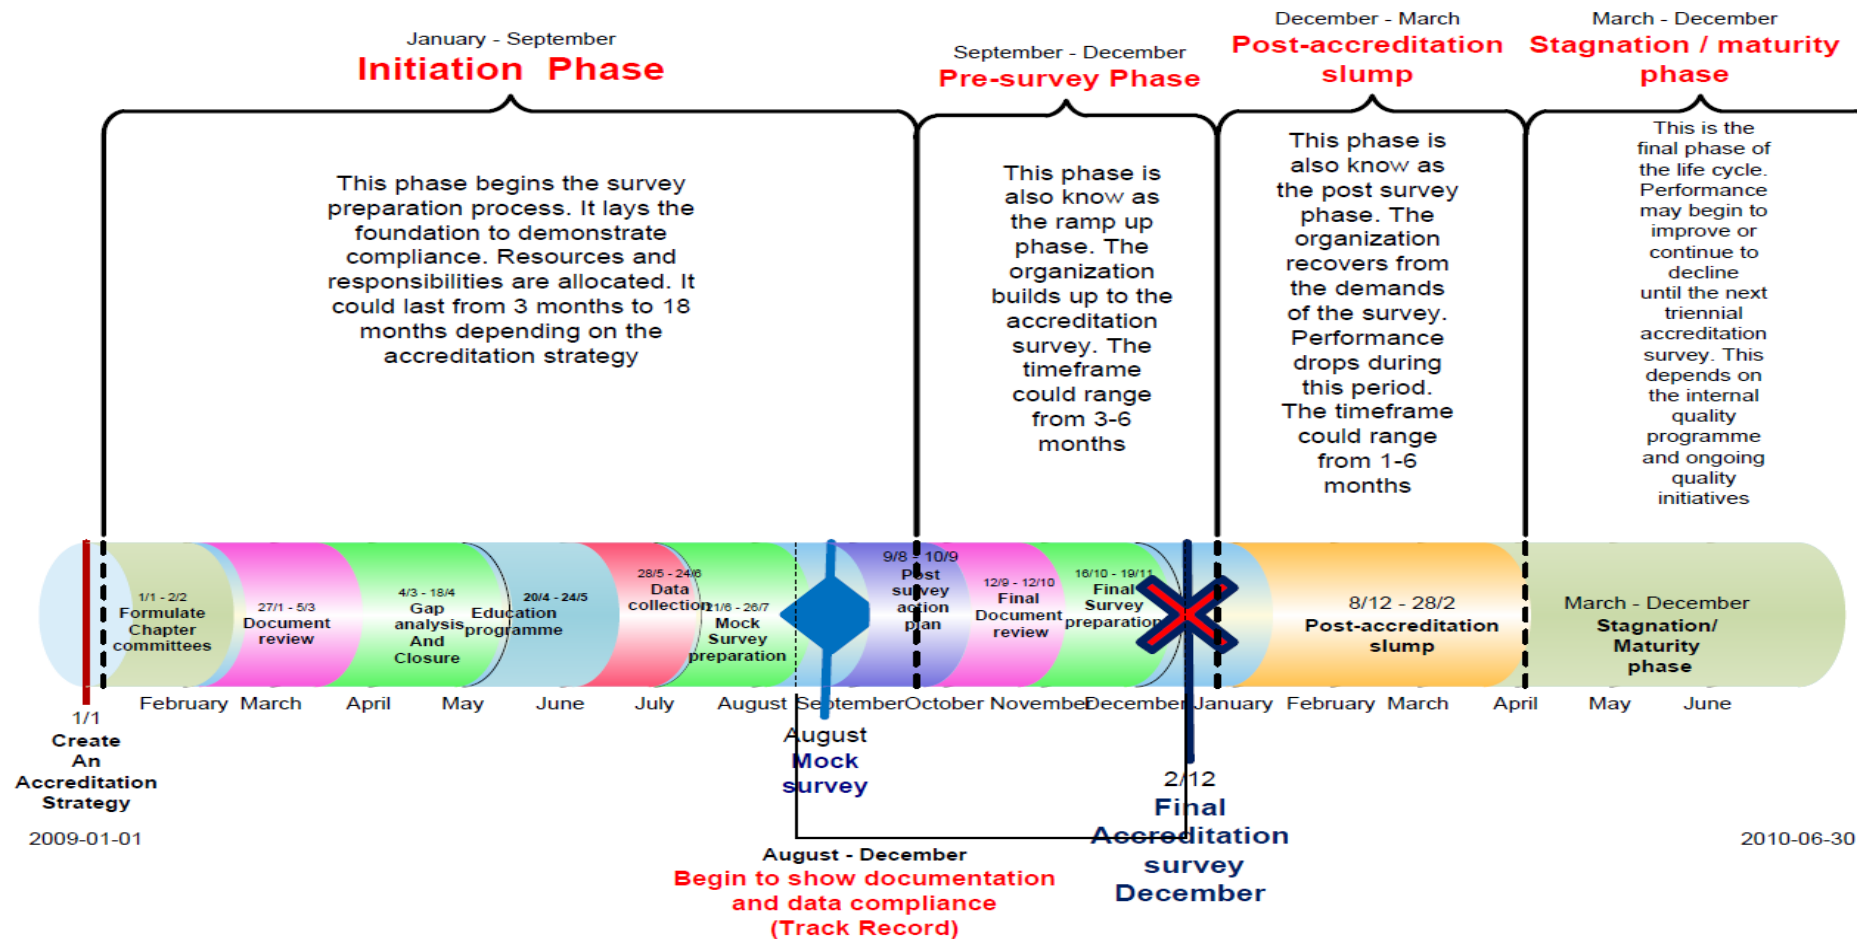 January - September
Initiation Phase
September - December
Pre-survey Phase
December - March
Post-accreditation
slump
March - December
Stagnation / maturity
phase
This phase begins the survey
preparation process. It lays the
foundation to demonstrate
compliance. Resources and
responsibilities are allocated. It
could last from 3 months to 18
months depending on the
accreditation strategy
This phase is
also know as
the ramp up
phase. The
organization
builds up to the
accreditation
survey. The
timeframe
could range
from 3-6
months
This phase is
also know as
the post survey
phase. The
organization
recovers from
the demands
of the survey.
Performance
drops during
this period.
The timeframe
could range
from 1-6
months
This is the
final phase of
the life cycle.
Performance
may begin to
improve or
continue to
decline
until the next
triennial
accreditation
survey. This
depends on
the internal
quality
programme
and ongoing
quality
initiatives
1/1 - 2/2
Formulate
Chapter
committees
27/1 - 5/3
Document
review
4/3 - 18/4
Gap
analysis
And
Closure
20/4 - 24/5
Education
programme
28/5 - 24/6
Data
collection
21/6 - 26/7
Mock
Survey
preparation
9/8 - 10/9
Post
survey
action
plan
12/9 - 12/10
Final
Document
review
16/10 - 19/11
Final
Survey
preparation
8/12 - 28/2
Post-accreditation
slump
March - December
Stagnation/
Maturity
phase
February March April May June July August September October November December January February March April May June
1/1
Create
An
Accreditation
Strategy
2009-01-01
August
Mock
survey
2/12
Final
Accreditation
survey
December
2010-06-30
August - December
Begin to show documentation
and data compliance
(Track Record)